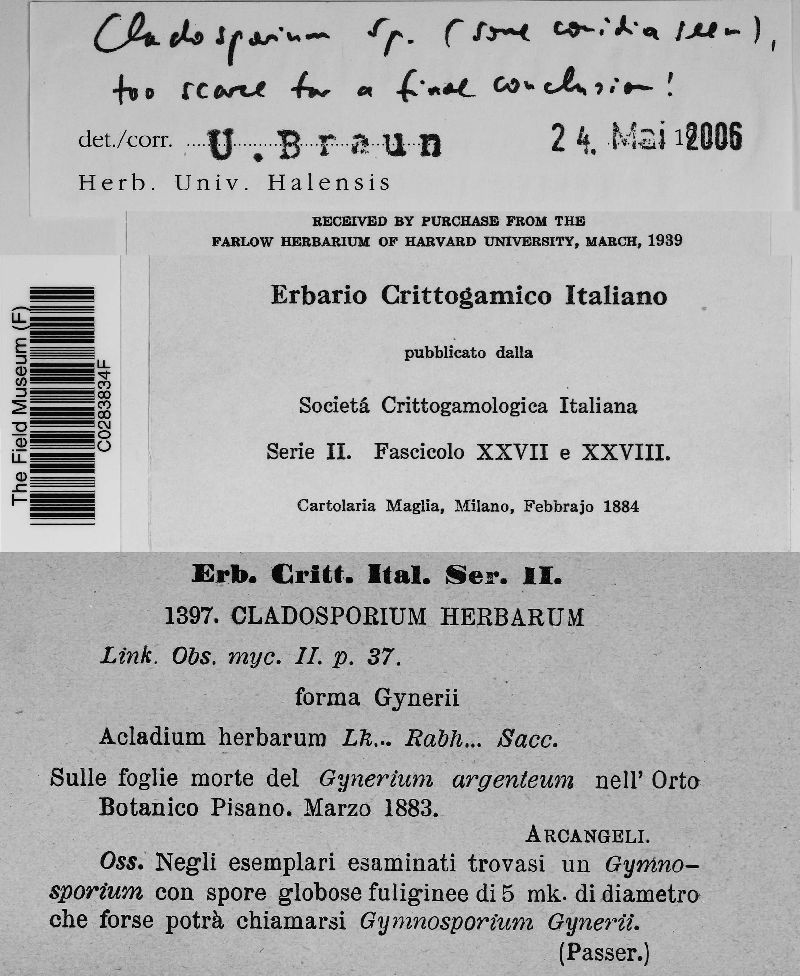 Cladosporium sp. (some conidia seen),
too scarce for a final conclusion!
det./corr. U. Braun 24. Mai 2006
Herb. Univ. Halensis
RECEIVED BY PURCHASE FROM THE
FARLOW HERBARIUM OF HARVARD UNIVERSITY, MARCH, 1939
The Field Museum (F)
C0283834F
Erbario Crittogamico Italiano
pubblicato dalla
Societá Crittogamologica Italiana
Serie II. Fascicolo XXVII e XXVIII.
Cartolaria Maglia, Milano, Febbrajo 1884
Erb. Critt. Ital. Ser. II.
1397. CLADOSPORIUM HERBARUM
Link. Obs. myc. II. p. 37.
forma Gynerii
Acladium herbarum Lk... Rabh... Sacc.
Sulle foglie morte del Gynerium argenteum nell' Orto
Botanico Pisano. Marzo 1883.
ARCANGELI.
Oss. Negli esemplari esaminati trovasi un Gymno-
sporium con spore globose fuliginee di 5 mk. di diametro
che forse potrà chiamarsi Gymnosporium Gynerii.
(Passer.)